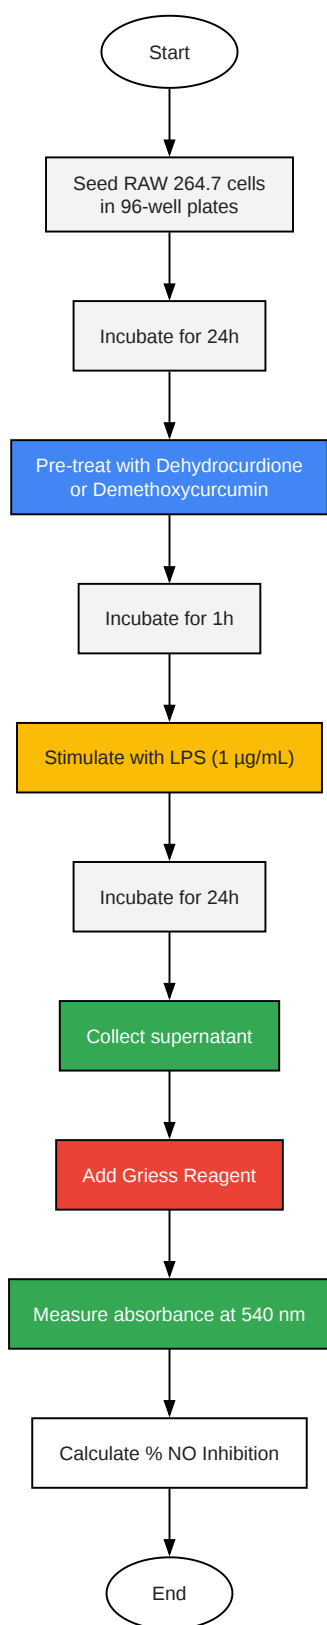 Start
Seed RAW 264.7 cells
in 96-well plates
Incubate for 24h
Pre-treat with Dehydrocurdione
or Demethoxycurcumin
Incubate for 1h
Stimulate with LPS (1 µg/mL)
Incubate for 24h
Collect supernatant
Add Griess Reagent
Measure absorbance at 540 nm
Calculate % NO Inhibition
End